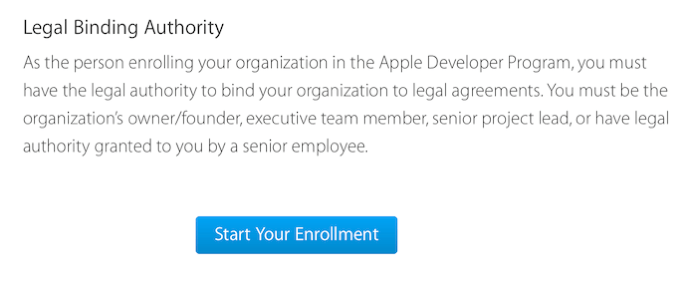 Legal Binding Authority
As the person enrolling your organization in the Apple Developer Program, you must
have the legal authority to bind your organization to legal agreements. You must be the
organization’s owner/founder, executive team member, senior project lead, or have legal
authority granted to you by a senior employee.
Start Your Enrollment